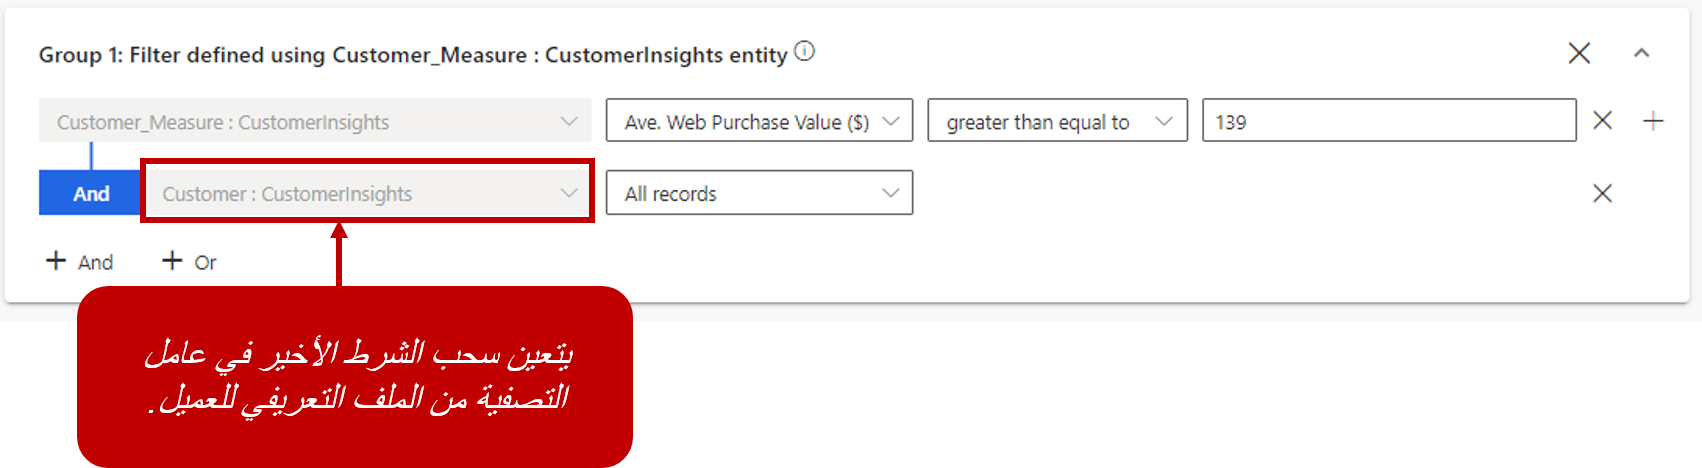 Group 1: Filter defined using Customer_Measure : CustomerInsights entity
Customer_Measure : CustomerInsights
Ave. Web Purchase Value ($)
greater than equal to
139
And
Customer : CustomerInsights
All records
+ And
+ Or
يتعين سحب الشرط الأخير في عامل
التصفية من الملف التعريفي للعميل.